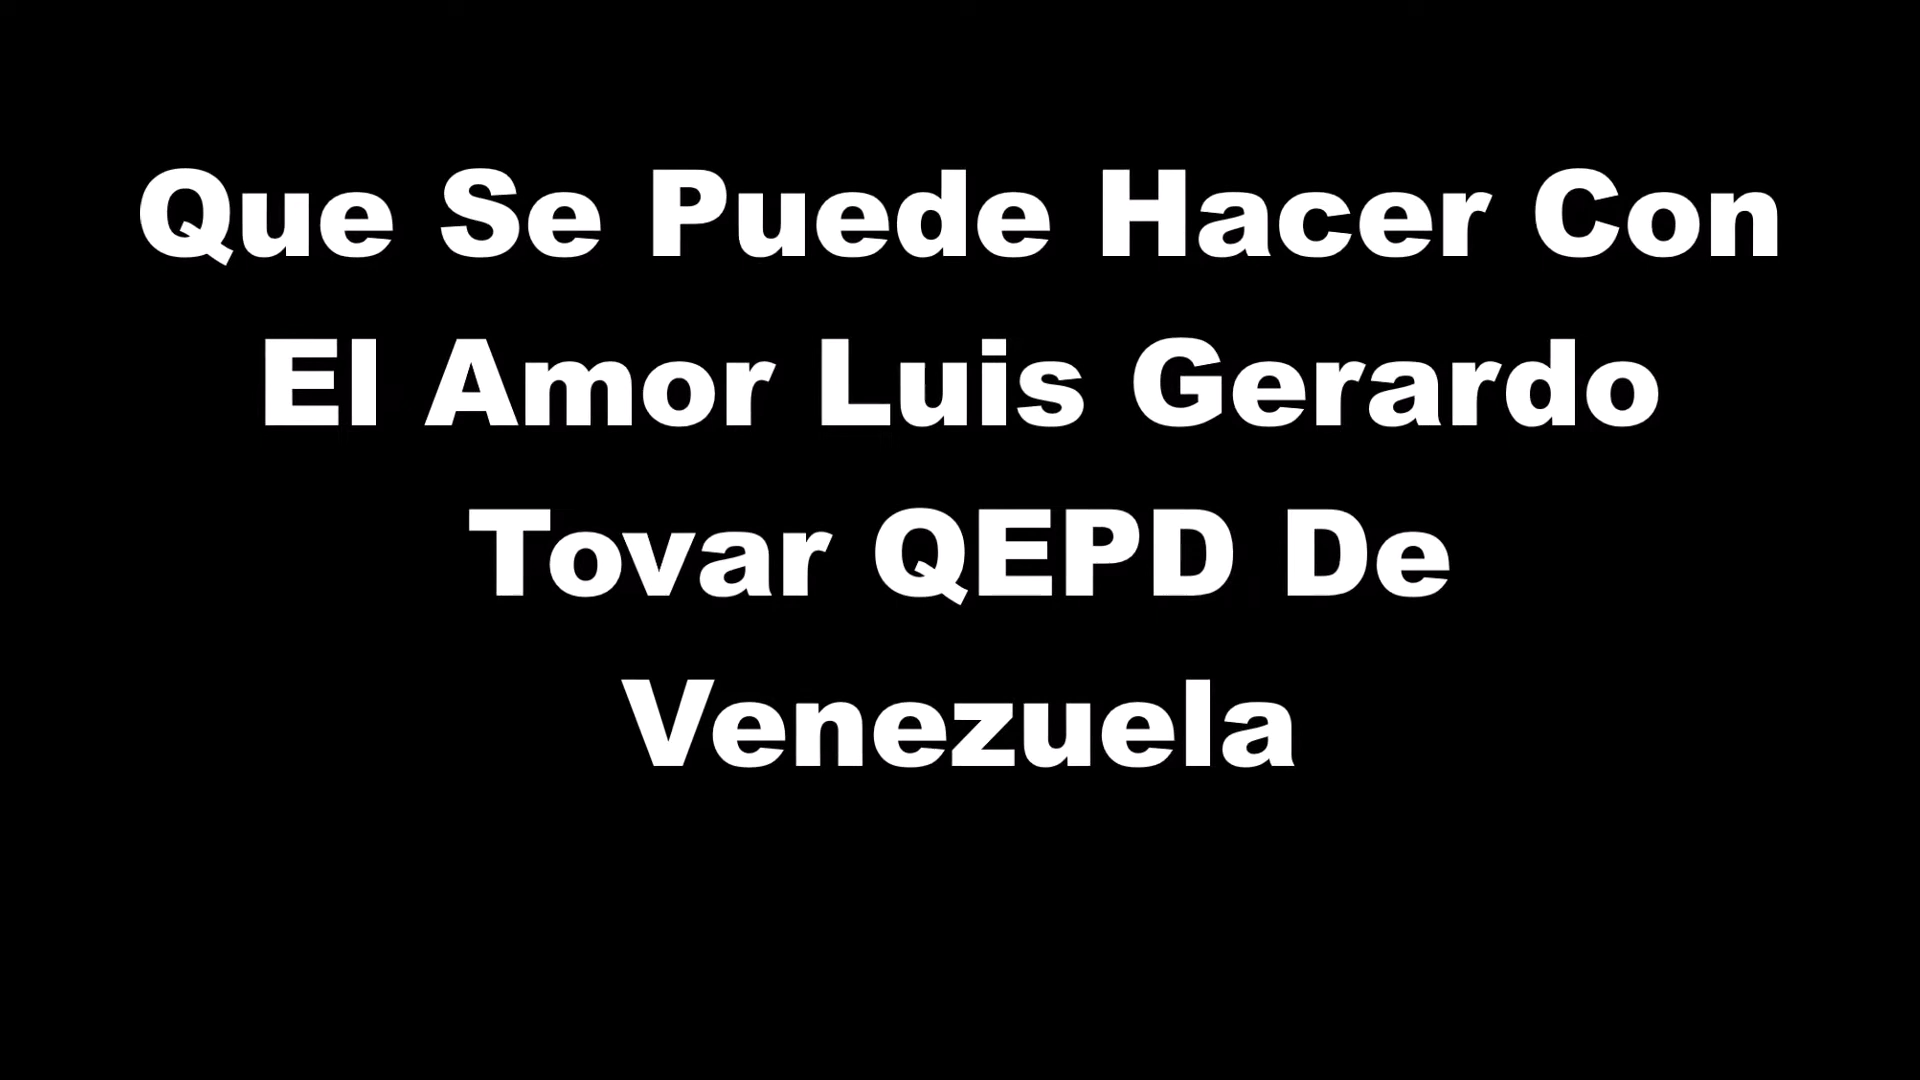 Que Se Puede Hacer Con
El Amor Luis Gerardo
Tovar QEPD De
Venezuela